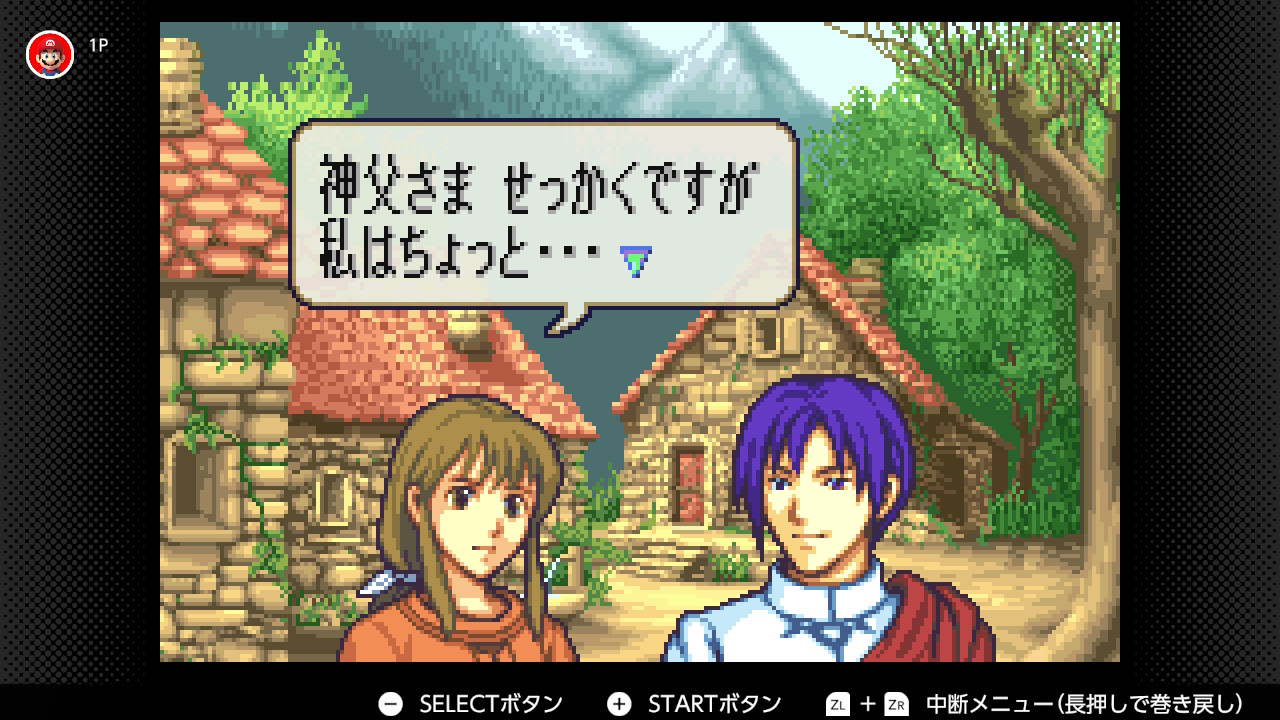 1P
神父さま せっかくですが
私はちょっと・・・
SELECTボタン
STARTボタン
ZL + ZR 中断メニュー(長押しで巻き戻し)